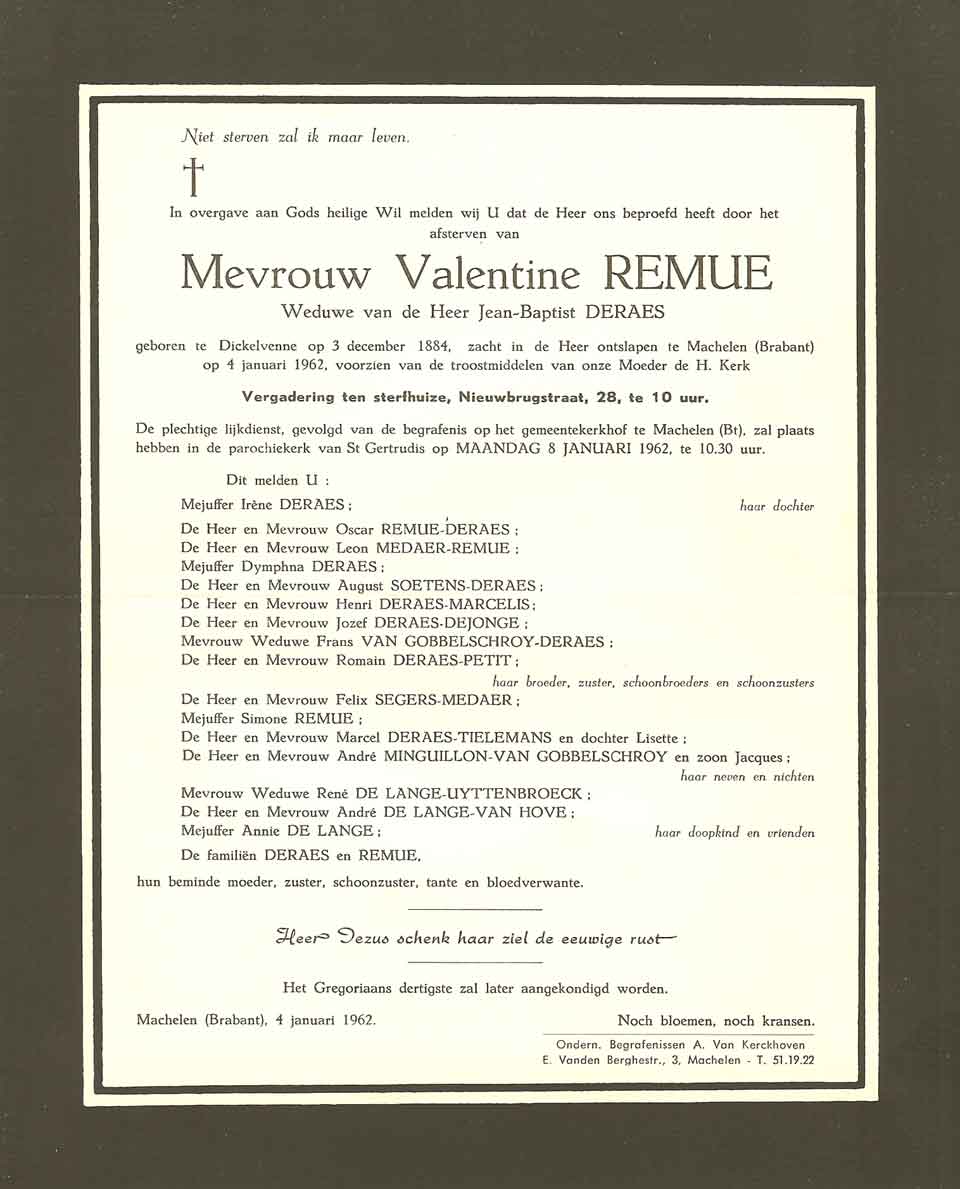 Niet sterven zal ik maar leven.
In overgave aan Gods heilige Wil melden wij U dat de Heer ons beproefd heeft door het
afsterven van
Mevrouw Valentine REMUE
Weduwe van de Heer Jean-Baptist DERAES
geboren te Dickelvenne op 3 december 1884, zacht in de Heer ontslapen te Machelen (Brabant)
op 4 januari 1962, voorzien van de troostmiddelen van onze Moeder de H. Kerk
Vergadering ten sterfhuize, Nieuwbrugstraat, 28, te 10 uur.
De plechtige lijkdienst, gevolgd van de begrafenis op het gemeentekerkhof te Machelen (Bt), zal plaats
hebben in de parochiekerk van St Gertrudis op MAANDAG 8 JANUARI 1962, te 10.30 uur.
Dit melden U :
Mejuffer Irène DERAES ; haar dochter
De Heer en Mevrouw Oscar REMUE-DERAES ;
De Heer en Mevrouw Leon MEDAER-REMUE ;
Mejuffer Dymphna DERAES ;
De Heer en Mevrouw August SOETENS-DERAES ;
De Heer en Mevrouw Henri DERAES-MARCELIS ;
De Heer en Mevrouw Jozef DERAES-DEJONGE ;
Mevrouw Weduwe Frans VAN GOBBELSCHROY-DERAES ;
De Heer en Mevrouw Romain DERAES-PETIT ;
haar broeder, zuster, schoonbroeders en schoonzusters
De Heer en Mevrouw Felix SEGERS-MEDAER ;
Mejuffer Simone REMUE ;
De Heer en Mevrouw Marcel DERAES-TIELEMANS en dochter Lisette ;
De Heer en Mevrouw André MINGUILLON-VAN GOBBELSCHROY en zoon Jacques ;
haar neven en nichten
Mevrouw Weduwe René DE LANGE-UYTTENBROECK ;
De Heer en Mevrouw André DE LANGE-VAN HOVE ;
Mejuffer Annie DE LANGE ; haar doopkind en vrienden
De familiën DERAES en REMUE,
hun beminde moeder, zuster, schoonzuster, tante en bloedverwante.
Heer Jezus schenk haar ziel de eeuwige rust
Het Gregoriaans dertigste zal later aangekondigd worden.
Machelen (Brabant), 4 januari 1962. Noch bloemen, noch kransen.
Ondern. Begrafenissen A. Van Kerckhoven
E. Vanden Berghestr., 3, Machelen - T. 51.19.22